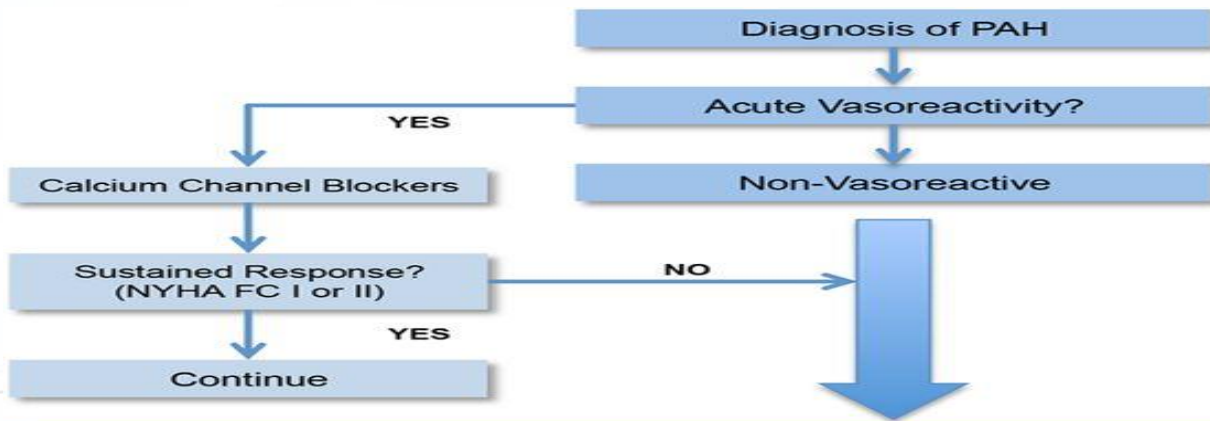 Diagnosis of PAH
Acute Vasoreactivity?
YES
Calcium Channel Blockers
Non-Vasoreactive
Sustained Response?
(NYHA FC I or II)
NO
YES
Continue